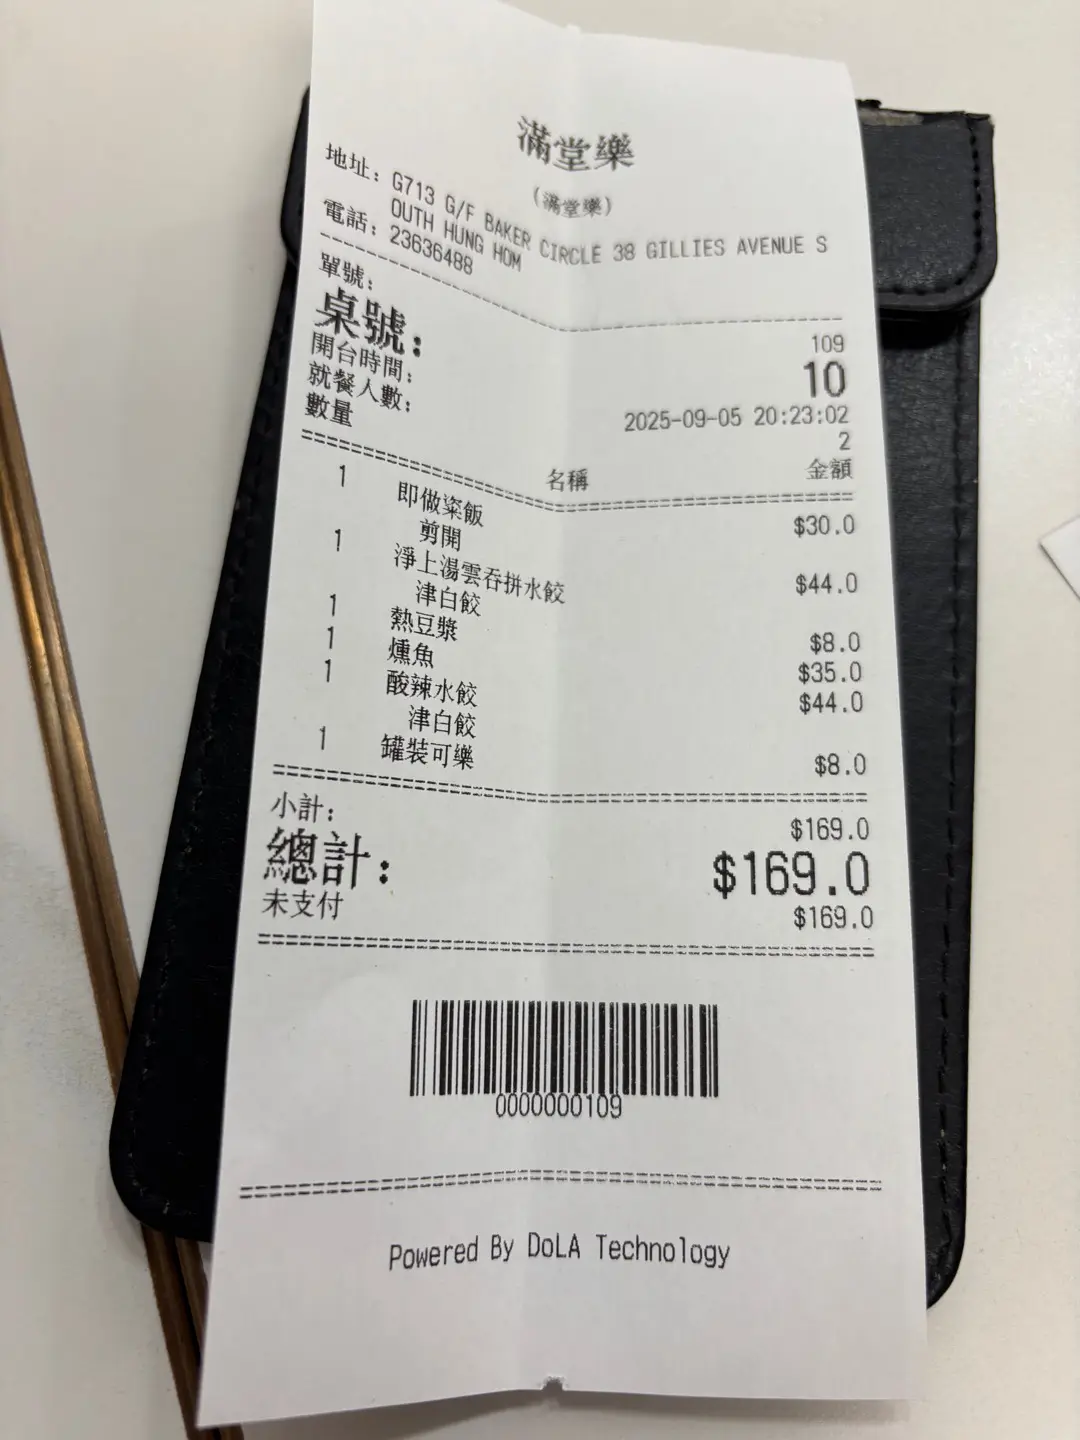 滿堂樂
(滿堂樂)
地址: G713 G/F BAKER CIRCLE 38 GILLIES AVENUE S
OUTH HUNG HOM
電話: 23636488
單號: 109
桌號: 10
開台時間: 2025-09-05 20:23:02
就餐人數: 2
數量 名稱 金額
1 即做粢飯 $30.0
剪開
1 淨上湯雲吞拼水餃 $44.0
津白餃
1 熱豆漿 $8.0
1 燻魚 $35.0
1 酸辣水餃 $44.0
津白餃
1 罐裝可樂 $8.0
小計: $169.0
總計: $169.0
未支付 $169.0
0000000109
Powered By DoLA Technology